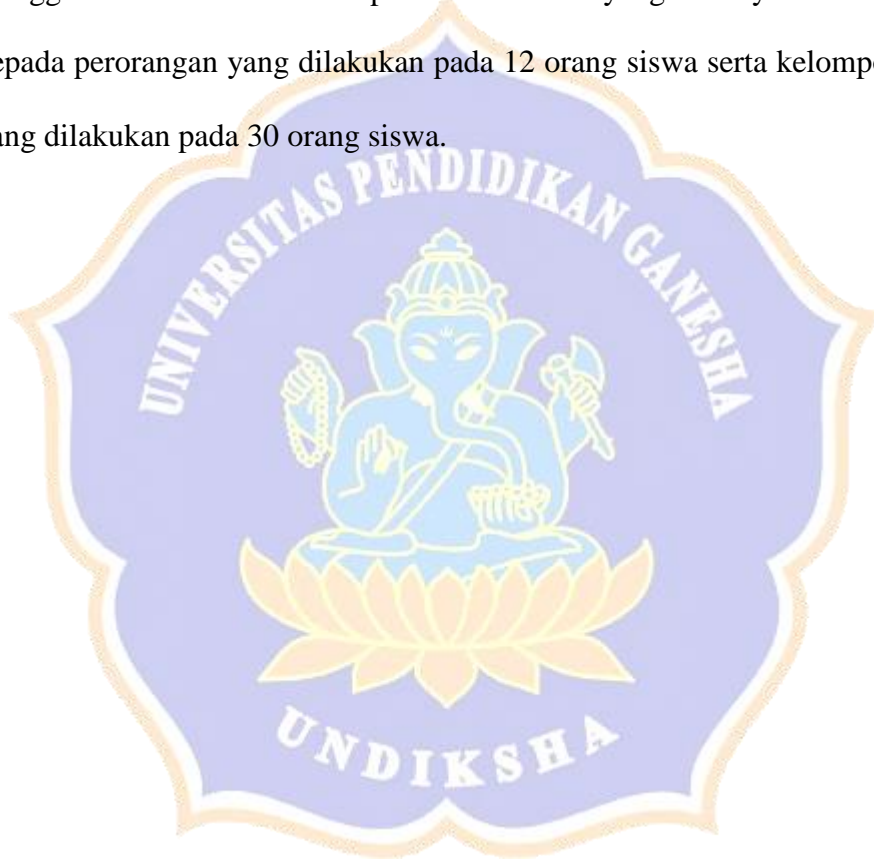 epada perorangan yang dilakukan pada 12 orang siswa serta kelomp
ang dilakukan pada 30 orang siswa.
UNIVERSITAS PENDIDIKAN GANESHA
UNDIKSHA